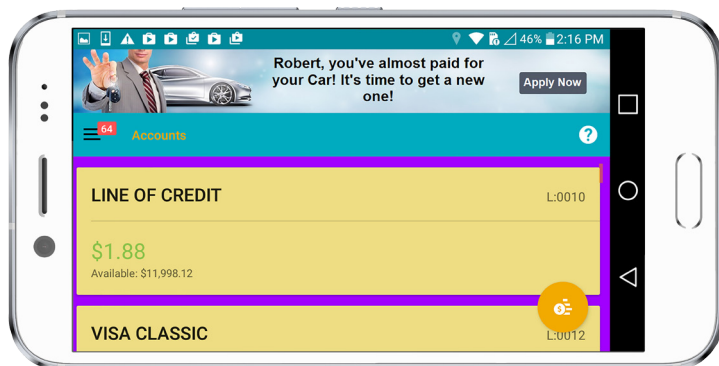 46% 2:16 PM
Robert, you've almost paid for
your Car! It's time to get a new
one!
Apply Now
64
Accounts
?
LINE OF CREDIT
L:0010
$1.88
Available: $11,998.12
$
VISA CLASSIC
L:0012